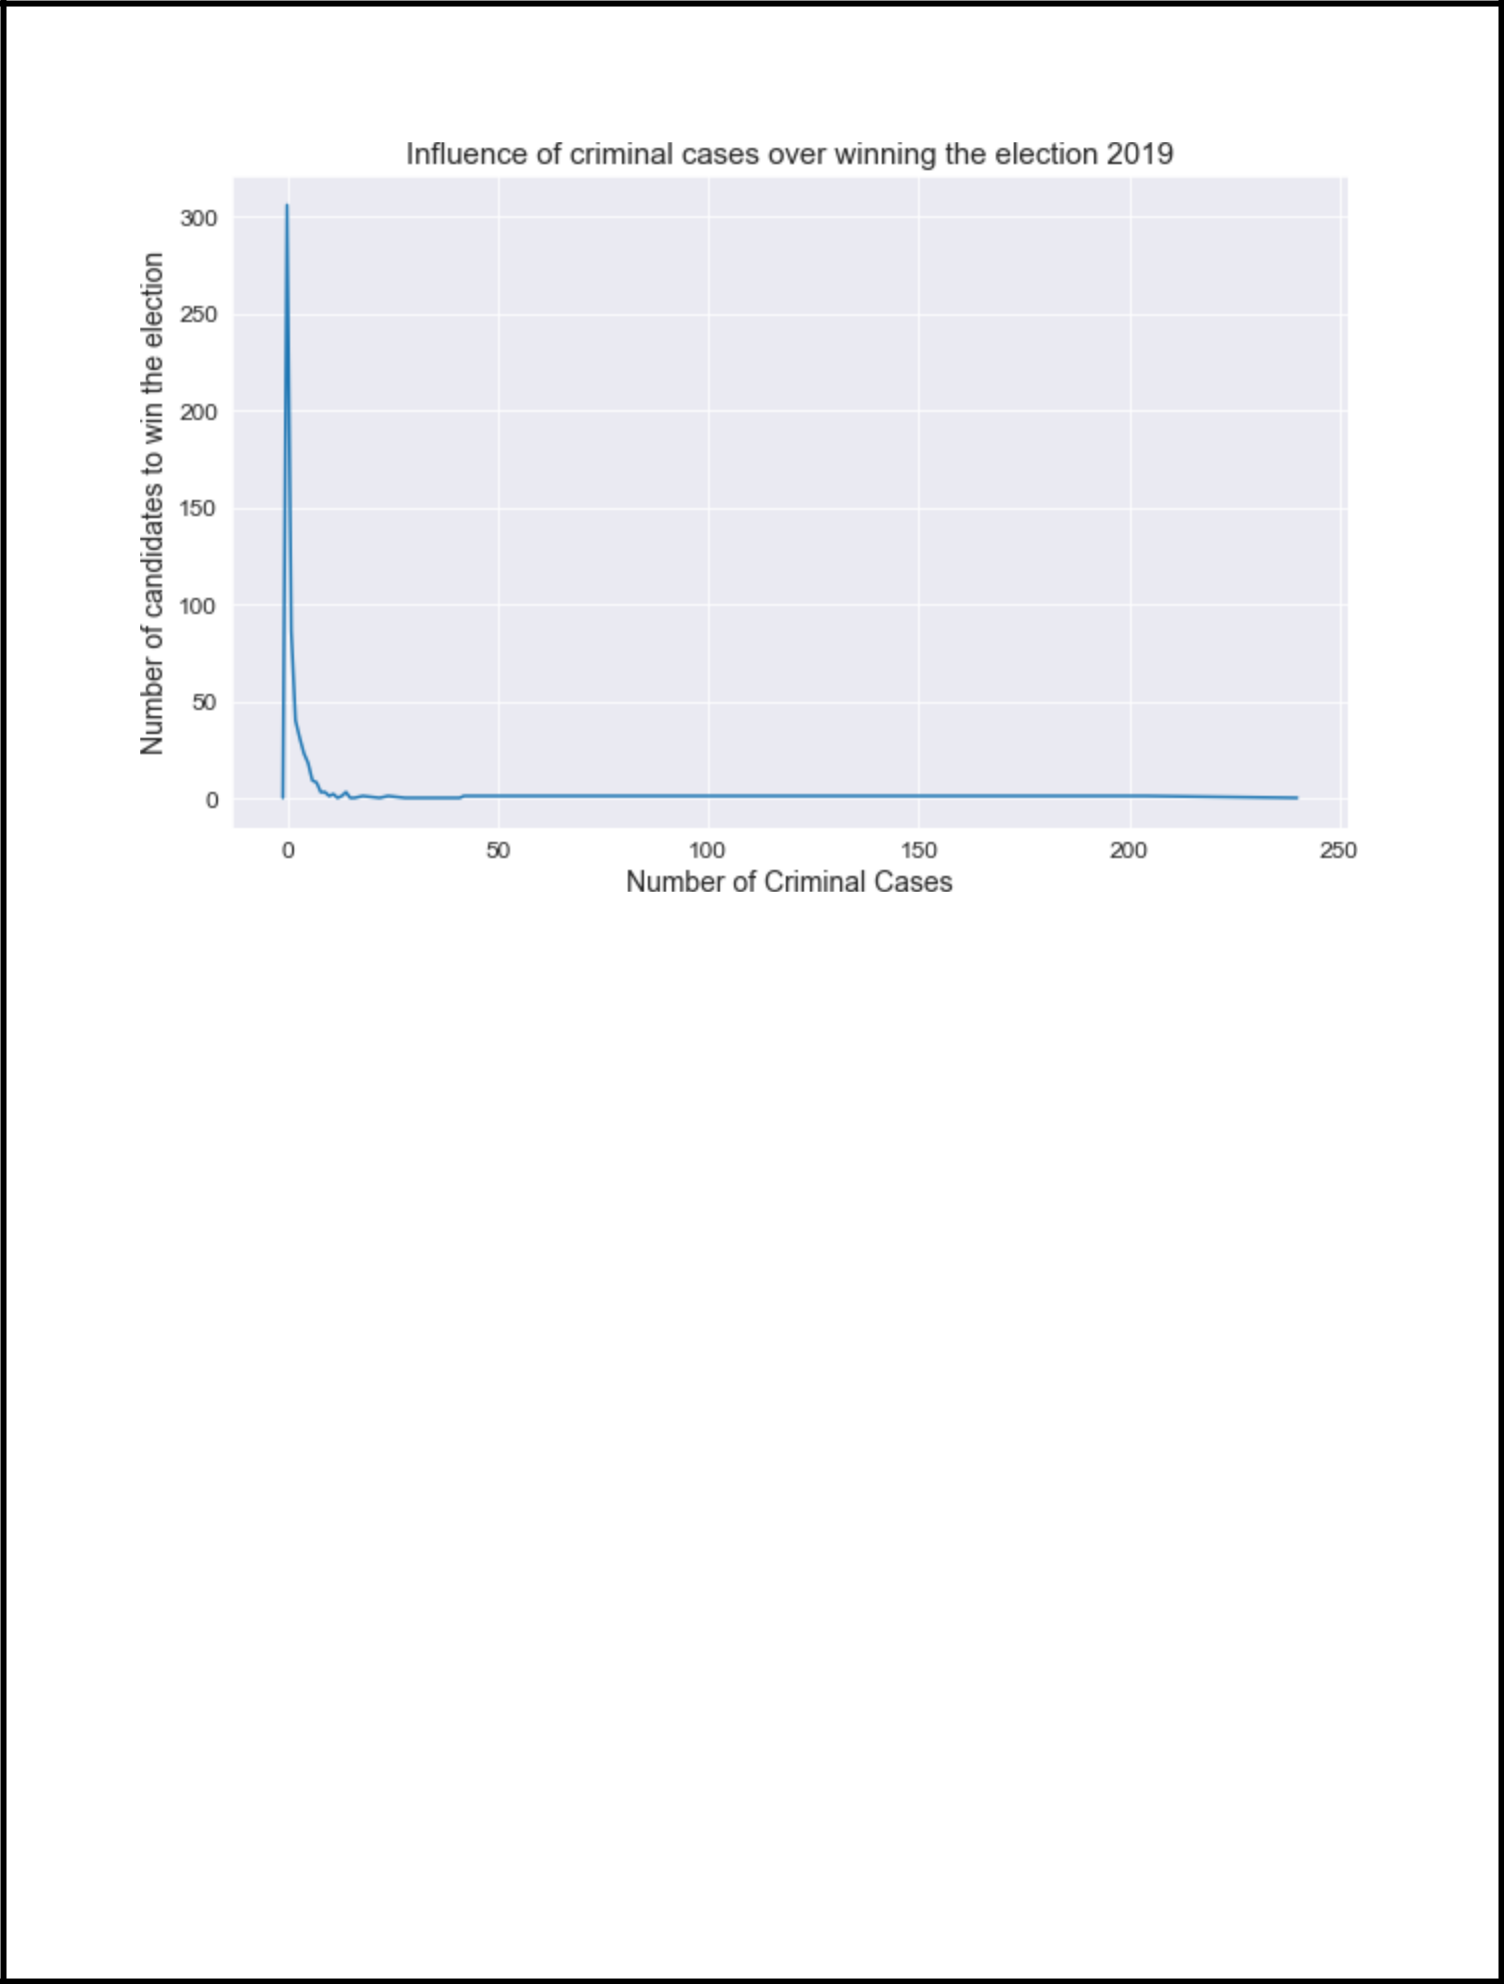 Influence of criminal cases over winning the election 2019
Number of candidates to win the election
300
250
200
150
100
50
0
0 50 100 150 200 250
Number of Criminal Cases